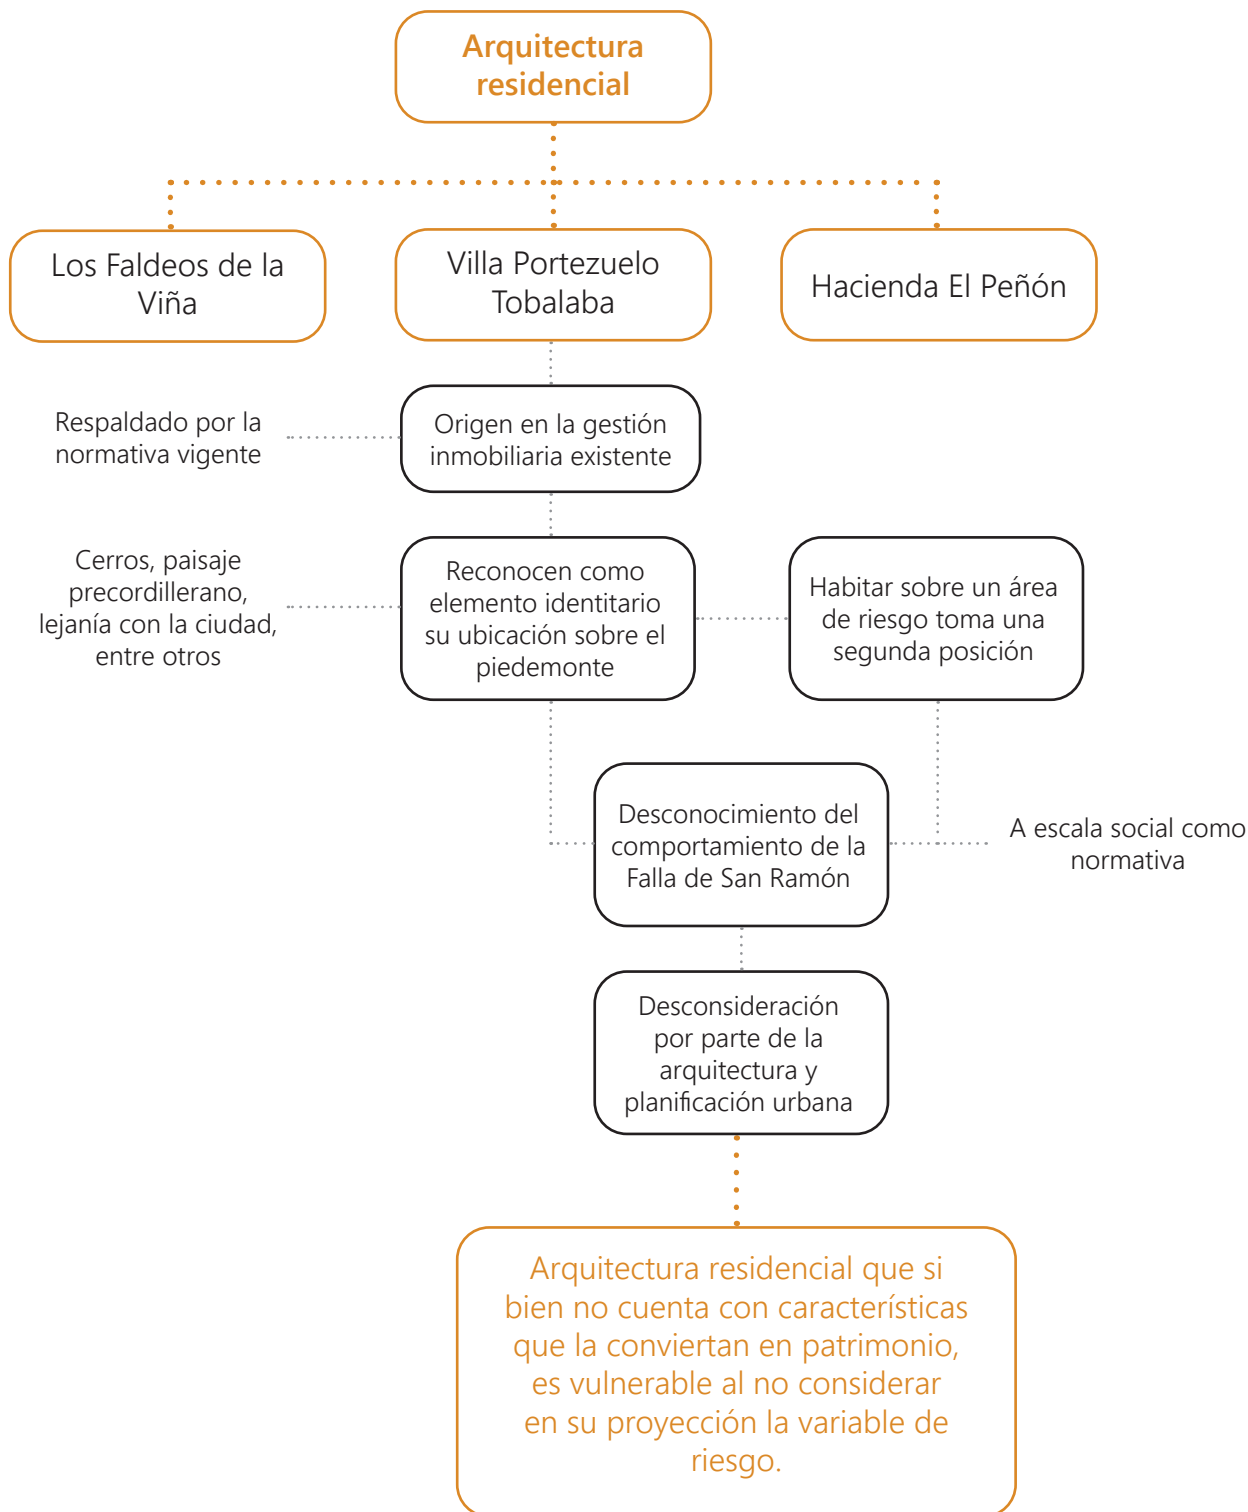 Arquitectura
residencial
Los Faldeos de la
Viña
Villa Portezuelo
Tobalaba
Hacienda El Peñón
Respaldado por la
normativa vigente
Origen en la gestión
inmobiliaria existente
Cerros, paisaje
precordillerano,
lejanía con la ciudad,
entre otros
Reconocen como
elemento identitario
su ubicación sobre el
piedemonte
Habitar sobre un área
de riesgo toma una
segunda posición
Desconocimiento del
comportamiento de la
Falla de San Ramón
A escala social como
normativa
Desconsideración
por parte de la
arquitectura y
planificación urbana
Arquitectura residencial que si
bien no cuenta con características
que la conviertan en patrimonio,
es vulnerable al no considerar
en su proyección la variable de
riesgo.